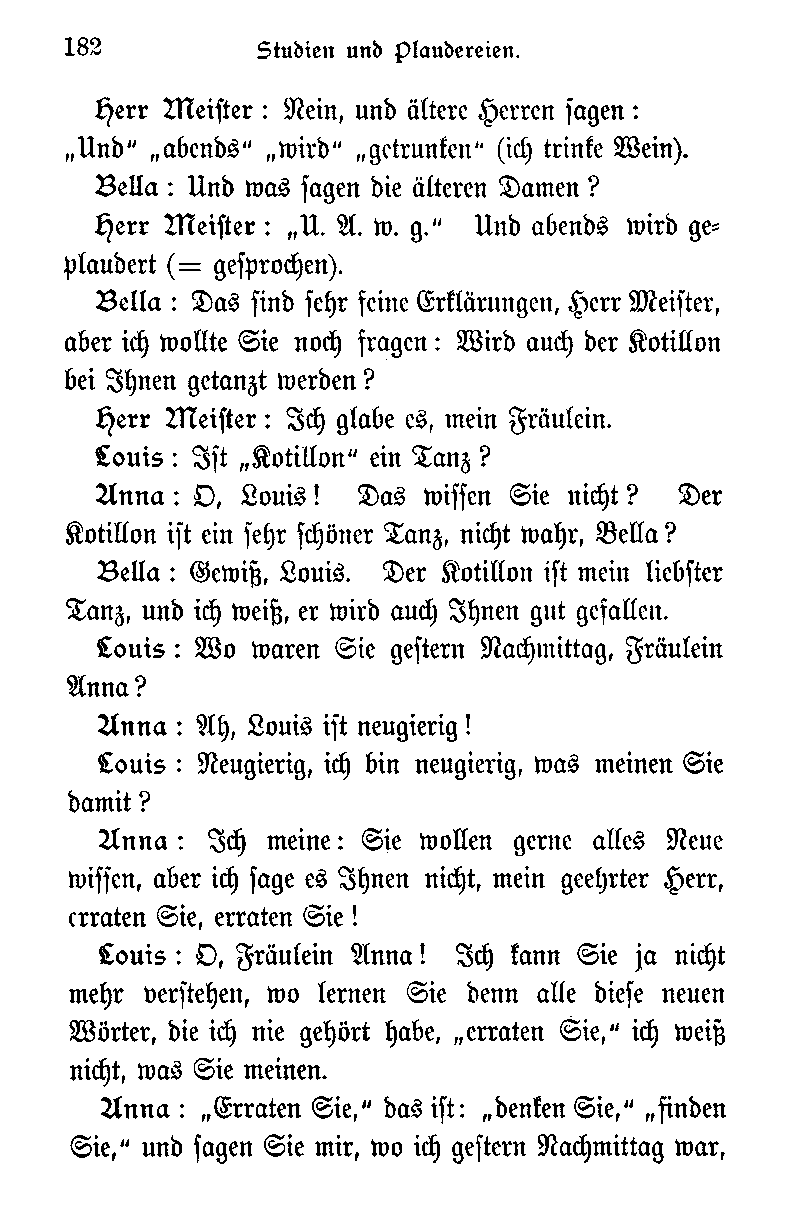 182 Studien und Plaudereien.
Herr Meister : Nein, und ältere Herren sagen :
„Und" „abends" „wird" „getrunken" (ich trinke Wein).
Bella : Und was sagen die älteren Damen ?
Herr Meister : „U. A. w. g." Und abends wird ge-
plaudert (= gesprochen).
Bella : Das sind sehr feine Erklärungen, Herr Meister,
aber ich wollte Sie noch fragen : Wird auch der Kotillon
bei Ihnen getanzt werden ?
Herr Meister : Ich glabe es, mein Fräulein.
Louis : Ist „Kotillon" ein Tanz ?
Anna : O, Louis ! Das wissen Sie nicht ? Der
Kotillon ist ein sehr schöner Tanz, nicht wahr, Bella ?
Bella : Gewiß, Louis. Der Kotillon ist mein liebster
Tanz, und ich weiß, er wird auch Ihnen gut gefallen.
Louis : Wo waren Sie gestern Nachmittag, Fräulein
Anna ?
Anna : Ah, Louis ist neugierig !
Louis : Neugierig, ich bin neugierig, was meinen Sie
damit ?
Anna : Ich meine : Sie wollen gerne alles Neue
wissen, aber ich sage es Ihnen nicht, mein geehrter Herr,
erraten Sie, erraten Sie !
Louis : O, Fräulein Anna ! Ich kann Sie ja nicht
mehr verstehen, wo lernen Sie denn alle diese neuen
Wörter, die ich nie gehört habe, „erraten Sie," ich weiß
nicht, was Sie meinen.
Anna : „Erraten Sie," das ist : „denken Sie," „finden
Sie," und sagen Sie mir, wo ich gestern Nachmittag war,